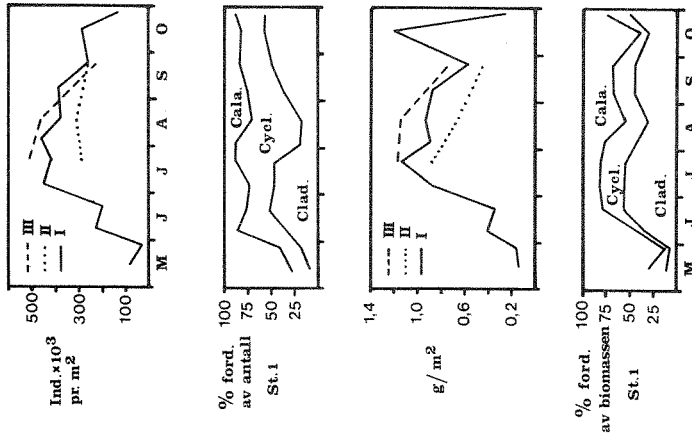 Ind.×10³
pr. m²
500
300
100
III
II
I
M J J A S O
% ford.
av antall
St.1
100
75
50
25
Cala.
Cycl.
Clad.
g/m²
1,4
1,0
0,6
0,2
III
II
I
% ford.
av biomassen
St.1
100
75
50
25
Cala.
Cycl.
Clad.
M J J A S O